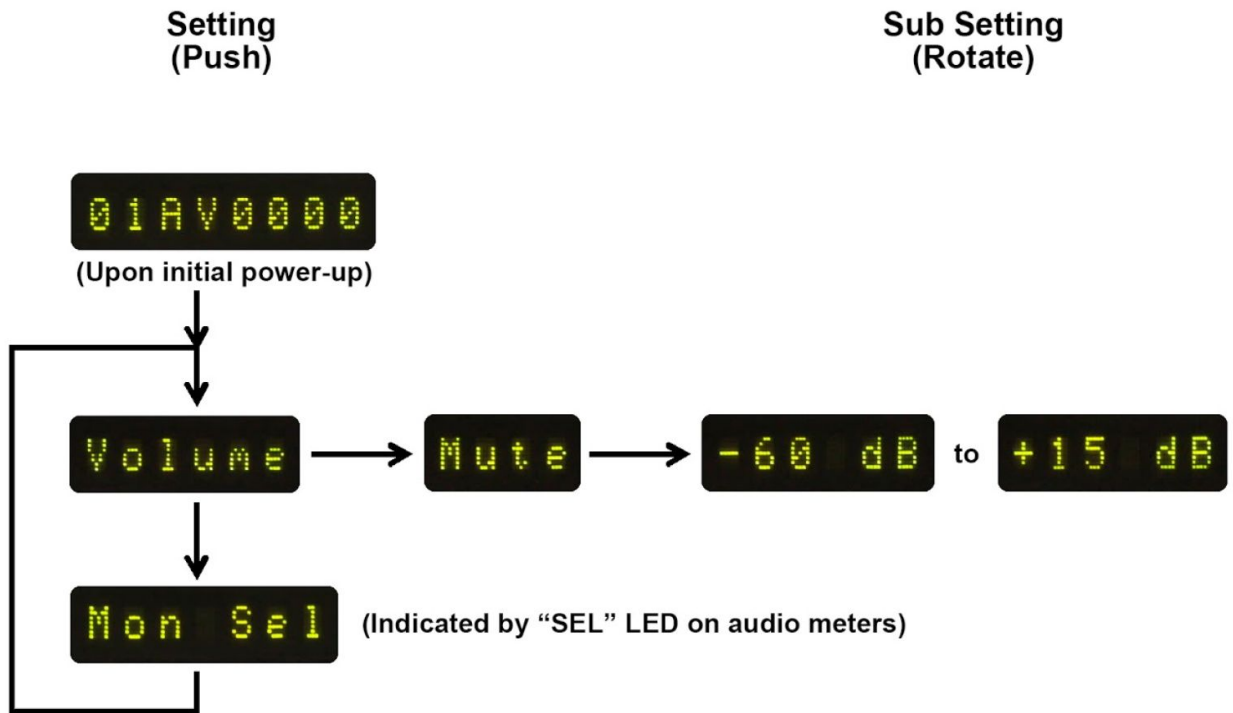 Setting
(Push)
Sub Setting
(Rotate)
01AV0000
(Upon initial power-up)
Volume
Mute
-60 dB
to
+15 dB
Mon Sel
(Indicated by “SEL” LED on audio meters)